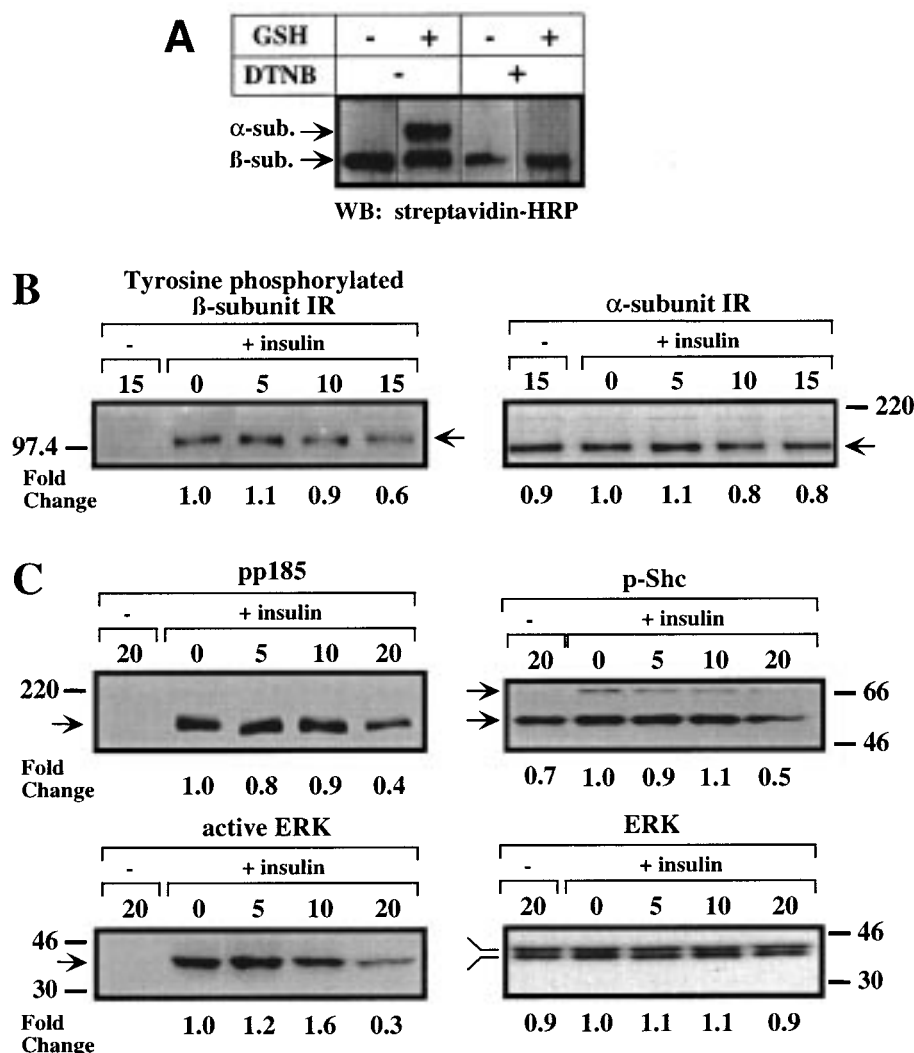 A
GSH - + - +
DTNB - +
α-sub.
ß-sub.
WB: streptavidin-HRP
B
Tyrosine phosphorylated
ß-subunit IR
- + insulin
15 0 5 10 15
97.4
Fold
Change
1.0 1.1 0.9 0.6
α-subunit IR
- + insulin
15 0 5 10 15
220
0.9 1.0 1.1 0.8 0.8
C
pp185
- + insulin
20 0 5 10 20
220
Fold
Change
1.0 0.8 0.9 0.4
p-Shc
- + insulin
20 0 5 10 20
66
46
0.7 1.0 0.9 1.1 0.5
active ERK
- + insulin
20 0 5 10 20
46
30
Fold
Change
1.0 1.2 1.6 0.3
ERK
- + insulin
20 0 5 10 20
46
30
0.9 1.0 1.1 1.1 0.9